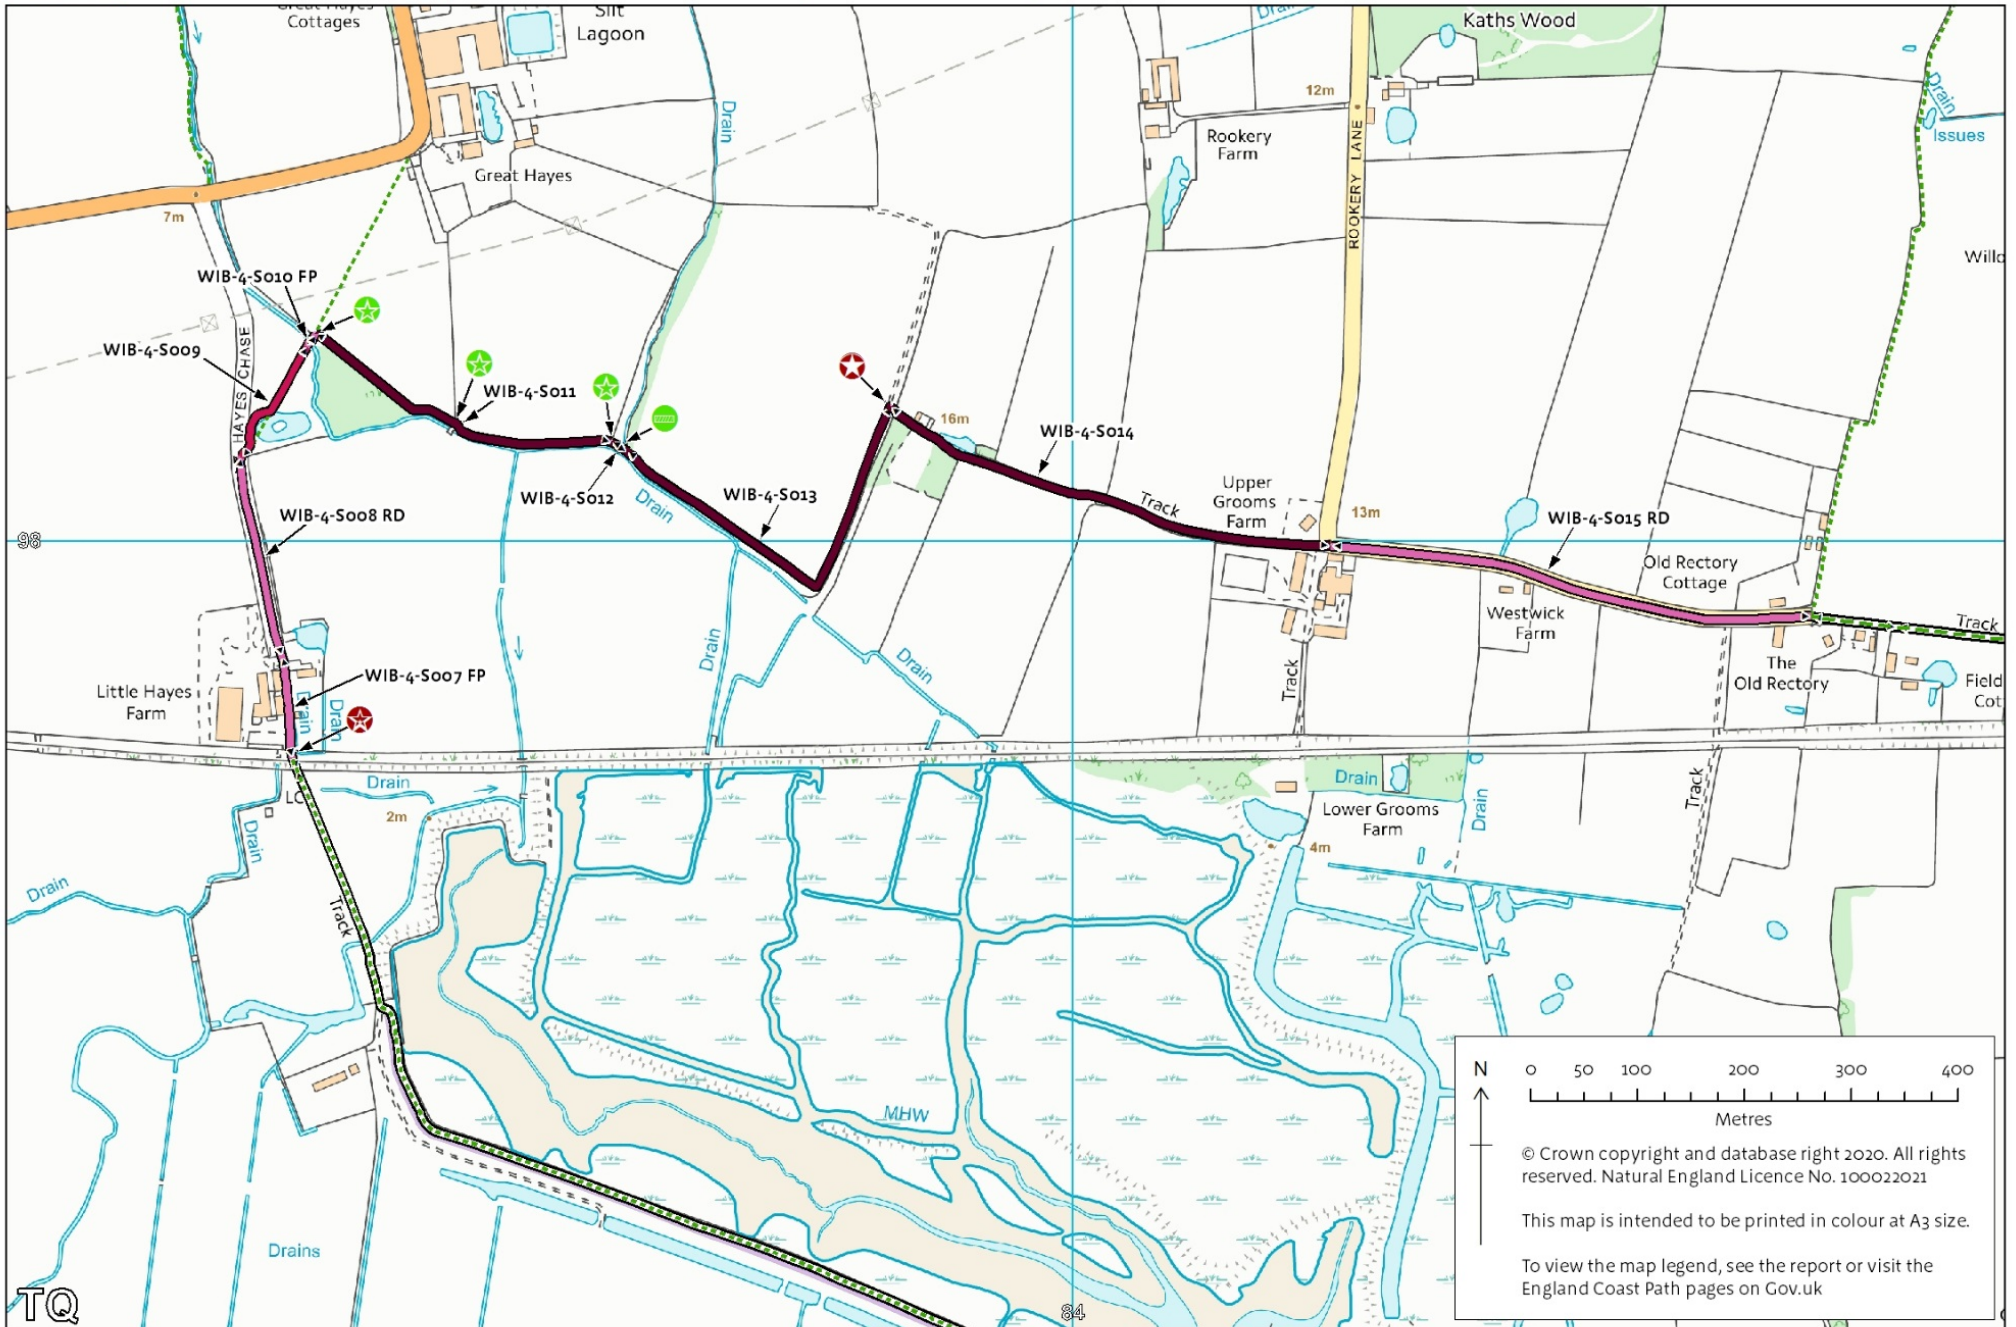 Great Hayes
Cottages
Silt
Lagoon
Drain
Kaths Wood
Drain
12m
Rookery
Farm
ROOKERY LANE
Drain
Issues
Great Hayes
7m
WIB-4-S010 FP
HAYES CHASE
WIB-4-S009
WIB-4-S011
16m
WIB-4-S014
WIB-4-S012
WIB-4-S013
Drain
Track
Upper
Grooms
Farm
13m
WIB-4-S015 RD
WIB-4-S008 RD
98
Old Rectory
Cottage
Westwick
Farm
Track
Drain
Drain
Track
The
Old Rectory
Field
Cot
Little Hayes
Farm
WIB-4-S007 FP
Drain
Drain
LC
Drain
2m
Drain
Drain
Track
Drain
Lower Grooms
Farm
4m
Drain
Track
MHW
Drains
TQ
84
N
0 50 100 200 300 400
Metres
© Crown copyright and database right 2020. All rights
reserved. Natural England Licence No. 100022021
This map is intended to be printed in colour at A3 size.
To view the map legend, see the report or visit the
England Coast Path pages on Gov.uk